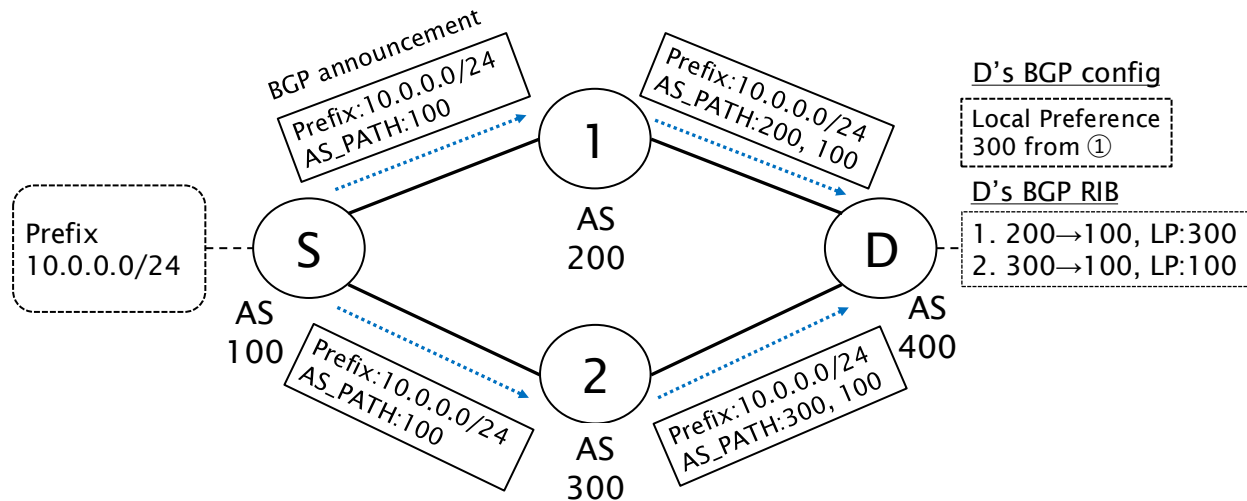 BGP announcement
Prefix:10.0.0.0/24
AS_PATH:100
Prefix:10.0.0.0/24
AS_PATH:200, 100
D's BGP config
Local Preference
300 from ①
D's BGP RIB
1. 200→100, LP:300
2. 300→100, LP:100
1
AS
200
Prefix
10.0.0.0/24
S
AS
100
D
AS
400
Prefix:10.0.0.0/24
AS_PATH:100
2
AS
300
Prefix:10.0.0.0/24
AS_PATH:300, 100